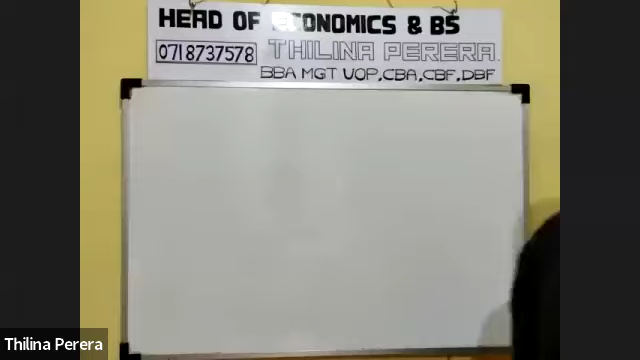 HEAD OF ECONOMICS & BS
0718737578 THILINA PERERA.
BBA MGT UOP,CBA,CBF,DBF
Thilina Perera